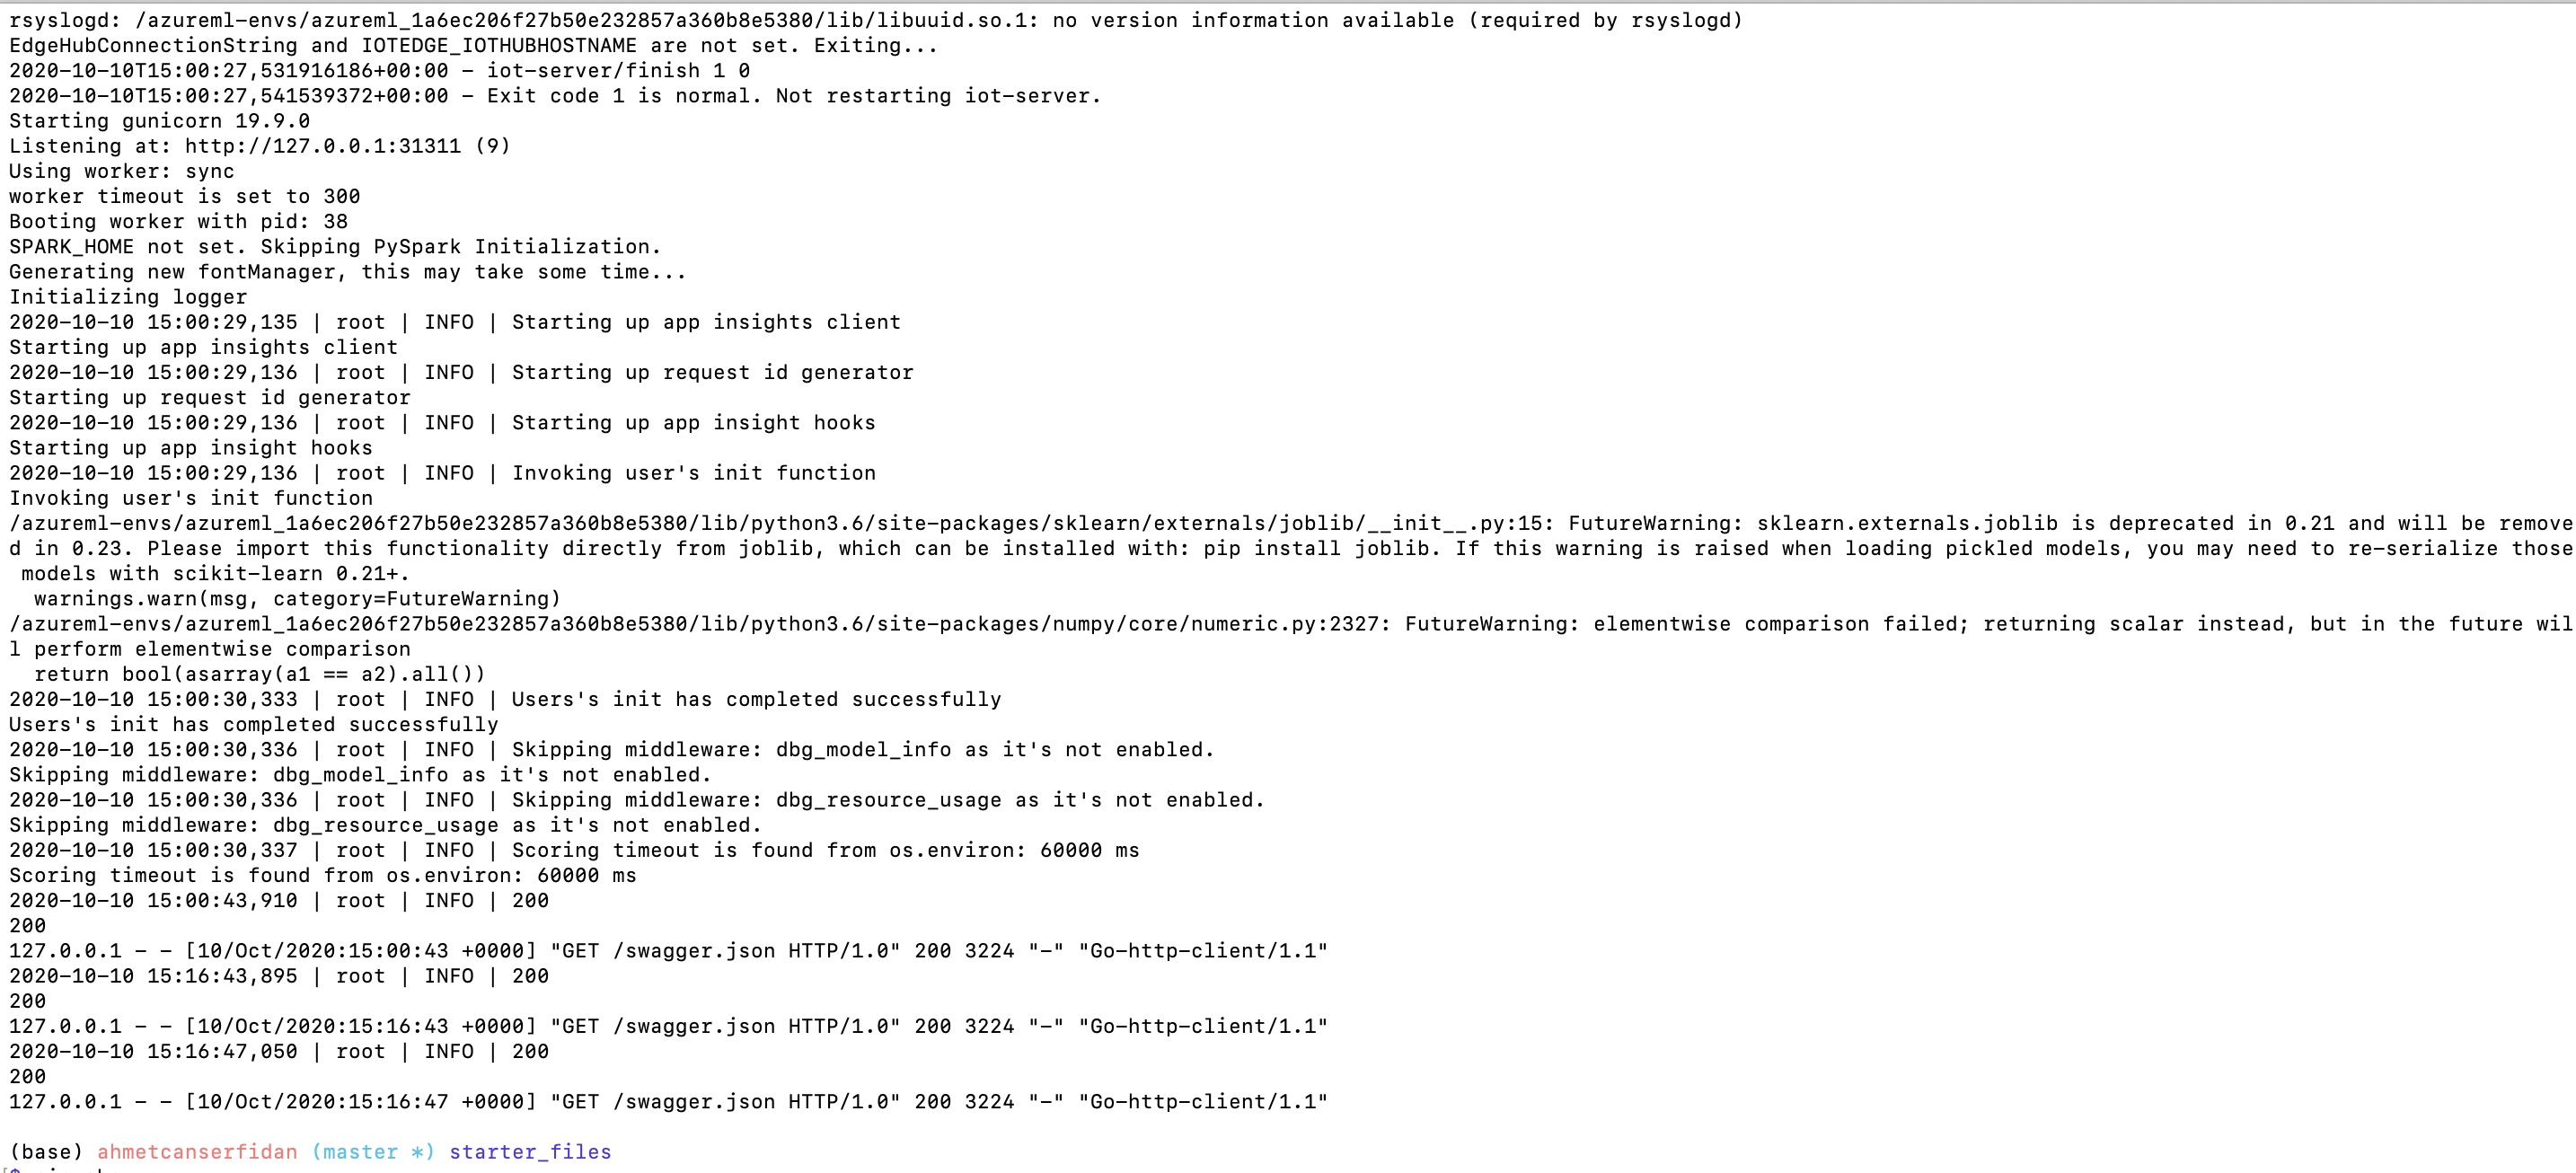 rsyslogd: /azureml-envs/azureml_1a6ec206f27b50e232857a360b8e5380/lib/libuuid.so.1: no version information available (required by rsyslogd)
EdgeHubConnectionString and IOTEDGE_IOTHUBHOSTNAME are not set. Exiting...
2020-10-10T15:00:27,531916186+00:00 - iot-server/finish 1 0
2020-10-10T15:00:27,541539372+00:00 - Exit code 1 is normal. Not restarting iot-server.
Starting gunicorn 19.9.0
Listening at: http://127.0.0.1:31311 (9)
Using worker: sync
worker timeout is set to 300
Booting worker with pid: 38
SPARK_HOME not set. Skipping PySpark Initialization.
Generating new fontManager, this may take some time...
Initializing logger
2020-10-10 15:00:29,135 | root | INFO | Starting up app insights client
Starting up app insights client
2020-10-10 15:00:29,136 | root | INFO | Starting up request id generator
Starting up request id generator
2020-10-10 15:00:29,136 | root | INFO | Starting up app insight hooks
Starting up app insight hooks
2020-10-10 15:00:29,136 | root | INFO | Invoking user's init function
Invoking user's init function
/azureml-envs/azureml_1a6ec206f27b50e232857a360b8e5380/lib/python3.6/site-packages/sklearn/externals/joblib/__init__.py:15: FutureWarning: sklearn.externals.joblib is deprecated in 0.21 and will be remove
d in 0.23. Please import this functionality directly from joblib, which can be installed with: pip install joblib. If this warning is raised when loading pickled models, you may need to re-serialize those
 models with scikit-learn 0.21+.
  warnings.warn(msg, category=FutureWarning)
/azureml-envs/azureml_1a6ec206f27b50e232857a360b8e5380/lib/python3.6/site-packages/numpy/core/numeric.py:2327: FutureWarning: elementwise comparison failed; returning scalar instead, but in the future wil
l perform elementwise comparison
  return bool(asarray(a1 == a2).all())
2020-10-10 15:00:30,333 | root | INFO | Users's init has completed successfully
Users's init has completed successfully
2020-10-10 15:00:30,336 | root | INFO | Skipping middleware: dbg_model_info as it's not enabled.
Skipping middleware: dbg_model_info as it's not enabled.
2020-10-10 15:00:30,336 | root | INFO | Skipping middleware: dbg_resource_usage as it's not enabled.
Skipping middleware: dbg_resource_usage as it's not enabled.
2020-10-10 15:00:30,337 | root | INFO | Scoring timeout is found from os.environ: 60000 ms
Scoring timeout is found from os.environ: 60000 ms
2020-10-10 15:00:43,910 | root | INFO | 200
200
127.0.0.1 - - [10/Oct/2020:15:00:43 +0000] "GET /swagger.json HTTP/1.0" 200 3224 "-" "Go-http-client/1.1"
2020-10-10 15:16:43,895 | root | INFO | 200
200
127.0.0.1 - - [10/Oct/2020:15:16:43 +0000] "GET /swagger.json HTTP/1.0" 200 3224 "-" "Go-http-client/1.1"
2020-10-10 15:16:47,050 | root | INFO | 200
200
127.0.0.1 - - [10/Oct/2020:15:16:47 +0000] "GET /swagger.json HTTP/1.0" 200 3224 "-" "Go-http-client/1.1"
(base) ahmetcanserfidan (master *) starter_files